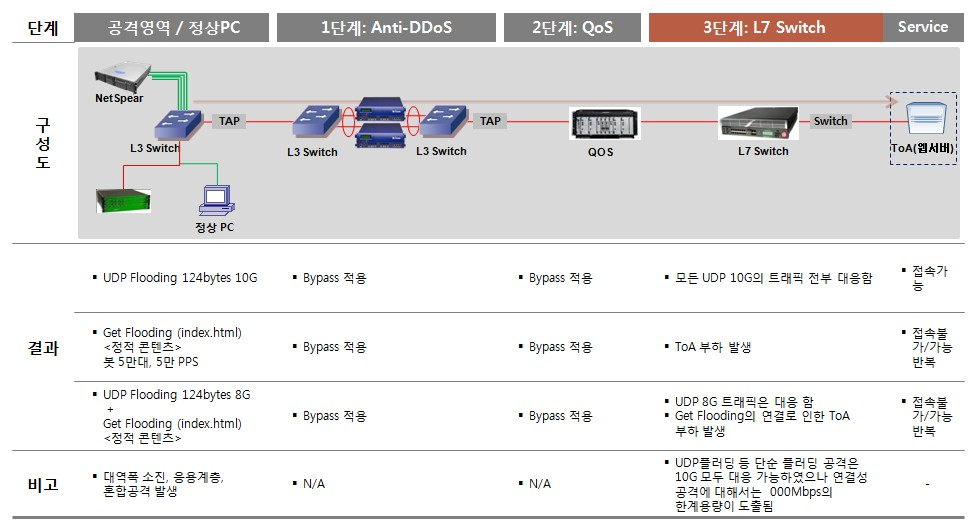 단계
공격영역 / 정상PC
1단계: Anti-DDoS
2단계: QoS
3단계: L7 Switch
Service
구성도
NetSpear
L3 Switch
TAP
L3 Switch
L3 Switch
TAP
QOS
L7 Switch
Switch
ToA(웹서버)
정상 PC
결과
▪ UDP Flooding 124bytes 10G
▪ Bypass 적용
▪ Bypass 적용
▪ 모든 UDP 10G의 트래픽 전부 대응함
▪ 접속가
능
▪ Get Flooding (index.html)
<정적 콘텐츠>
봇 5만대, 5만 PPS
▪ Bypass 적용
▪ Bypass 적용
▪ ToA 부하 발생
▪ 접속불
가/가능
반복
▪ UDP Flooding 124bytes 8G
+
Get Flooding (index.html)
<정적 콘텐츠>
▪ Bypass 적용
▪ Bypass 적용
▪ UDP 8G 트래픽은 대응 함
▪ Get Flooding의 연결로 인한 ToA
부하 발생
▪ 접속불
가/가능
반복
비고
▪ 대역폭 소진, 응용계층,
혼합공격 발생
▪ N/A
▪ N/A
▪ UDP플러딩 등 단순 플러딩 공격은
10G 모두 대응 가능하였으나 연결성
공격에 대해서는 000Mbps의
한계용량이 도출됨
-